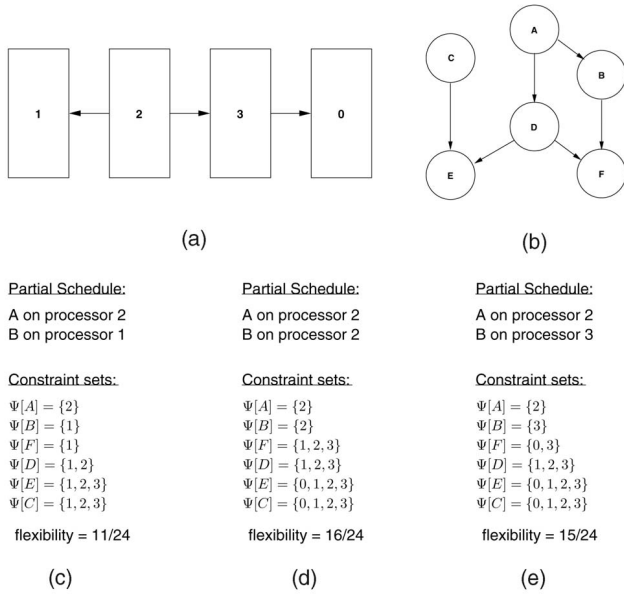 1
2
3
0
A
C
B
D
E
F
(a)
(b)
Partial Schedule:
A on processor 2
B on processor 1
Constraint sets:
Ψ[A] = {2}
Ψ[B] = {1}
Ψ[F] = {1}
Ψ[D] = {1, 2}
Ψ[E] = {1, 2, 3}
Ψ[C] = {1, 2, 3}
flexibility = 11/24
(c)
Partial Schedule:
A on processor 2
B on processor 2
Constraint sets:
Ψ[A] = {2}
Ψ[B] = {2}
Ψ[F] = {1, 2, 3}
Ψ[D] = {1, 2, 3}
Ψ[E] = {0, 1, 2, 3}
Ψ[C] = {0, 1, 2, 3}
flexibility = 16/24
(d)
Partial Schedule:
A on processor 2
B on processor 3
Constraint sets:
Ψ[A] = {2}
Ψ[B] = {3}
Ψ[F] = {0, 3}
Ψ[D] = {1, 2, 3}
Ψ[E] = {0, 1, 2, 3}
Ψ[C] = {0, 1, 2, 3}
flexibility = 15/24
(e)